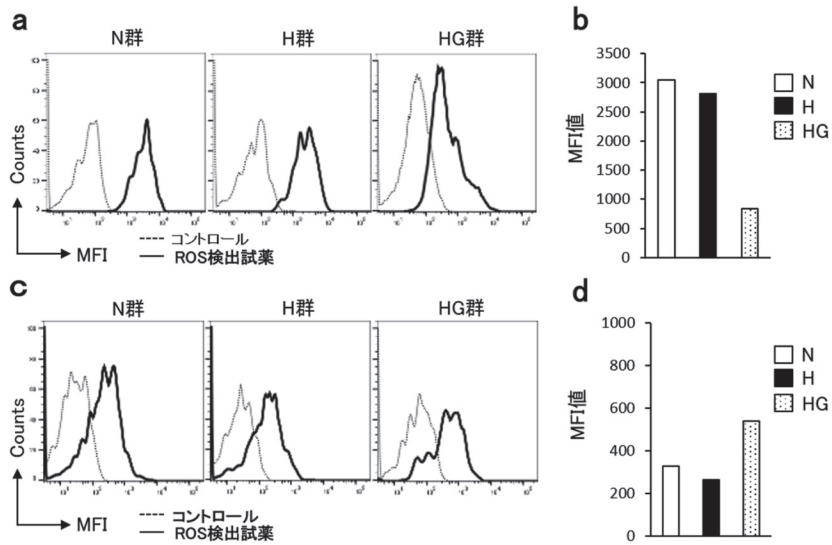 a
N群 H群 HG群
Counts
MFI
コントロール
ROS検出試薬
b
3500
3000
2500
2000
1500
1000
500
0
MFI値
N
H
HG
c
N群 H群 HG群
Counts
MFI
コントロール
ROS検出試薬
d
1000
800
600
400
200
0
MFI値
N
H
HG